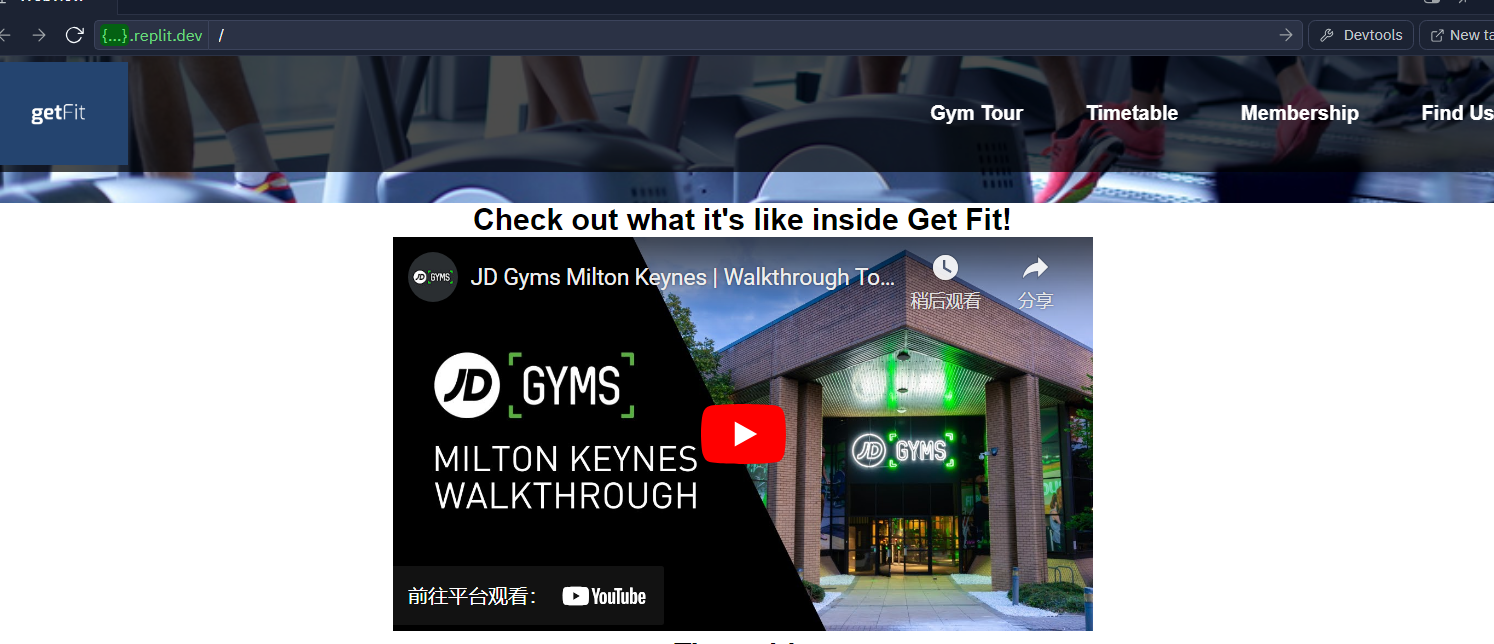 {...}.replit.dev /
Devtools
New ta
getFit
Gym Tour
Timetable
Membership
Find Us
Check out what it's like inside Get Fit!
JD GYMS
JD Gyms Milton Keynes | Walkthrough To...
稍后观看
分享
JD GYMS
MILTON KEYNES
WALKTHROUGH
JD GYMS
前往平台观看：
YouTube